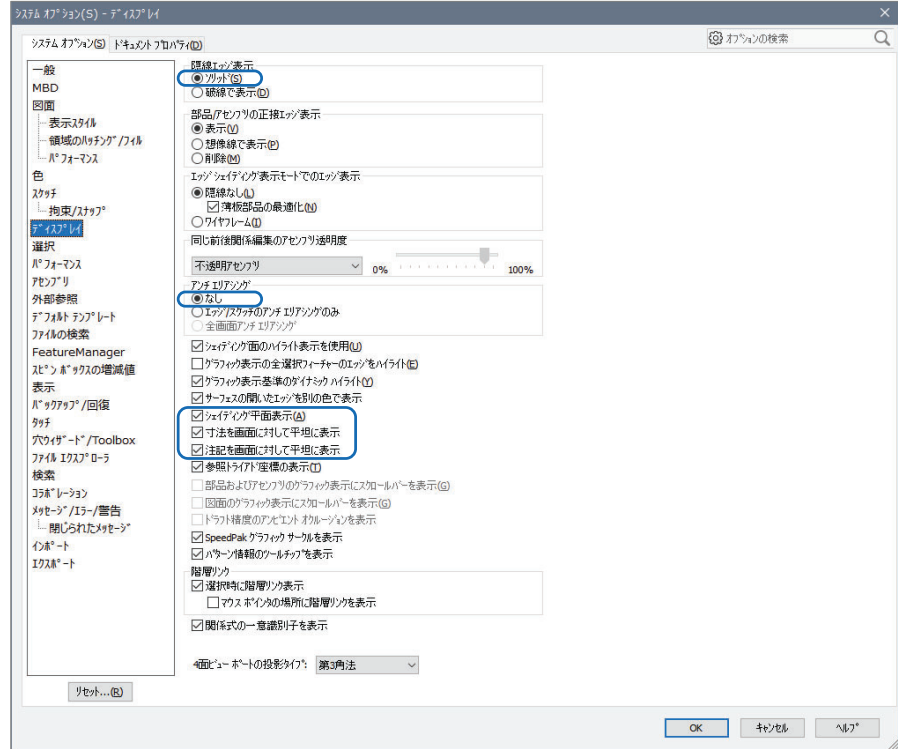 システム オプション(S) - ディスプレイ
システム オプション(S) ドキュメント プロパティ(D)
オプションの検索
一般
MBD
図面
表示スタイル
領域のハッチング/フィル
パフォーマンス
色
スケッチ
拘束/スナップ
ディスプレイ
選択
パフォーマンス
アセンブリ
外部参照
デフォルト テンプレート
ファイルの検索
FeatureManager
スピン ボックスの増減値
表示
バックアップ/回復
タッチ
穴ウィザード/Toolbox
ファイル エクスプローラ
検索
コラボレーション
メッセージ/エラー/警告
閉じられたメッセージ
インポート
エクスポート
リセット...(R)
隠線エッジ表示
ソリッド(S)
破線で表示(D)
部品/アセンブリの正接エッジ表示
表示(V)
想像線で表示(P)
削除(M)
エッジ シェイディング表示モードでのエッジ表示
隠線なし(L)
薄板部品の最適化(N)
ワイヤフレーム(I)
同じ前後関係編集のアセンブリ透明度
不透明アセンブリ 0% 100%
アンチ エリアシング
なし
エッジ/スケッチのアンチ エリアシングのみ
全画面アンチ エリアシング
シェイディング面のハイライト表示を使用(U)
グラフィック表示の全選択フィーチャーのエッジをハイライト(E)
グラフィック表示基準のダイナミック ハイライト(Y)
サーフェスの開いたエッジを別の色で表示
シェイディング平面表示(A)
寸法を画面に対して平坦に表示
注記を画面に対して平坦に表示
参照トライアド座標の表示(T)
部品およびアセンブリのグラフィック表示にスクロールバーを表示(G)
図面のグラフィック表示にスクロールバーを表示(G)
ドラフト精度のアンビエント オクルージョンを表示
SpeedPak グラフィック サークルを表示
パターン情報のツールチップを表示
階層リンク
選択時に階層リンク表示
マウス ポインタの場所に階層リンクを表示
関係式の一意識別子を表示
4面ビュー ポートの投影タイプ: 第3角法
OK キャンセル ヘルプ